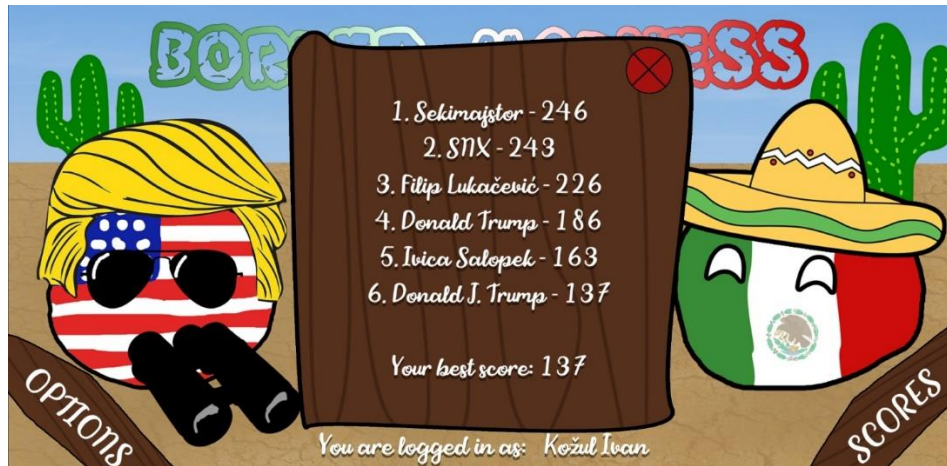 1. Sekimajstor - 246
2. SNX - 243
3. Filip Lukačević - 226
4. Donald Trump - 186
5. Ivica Salopek - 163
6. Donald J. Trump - 137
Your best score: 137
OPTIONS
SCORES
You are logged in as: Kožul Ivan